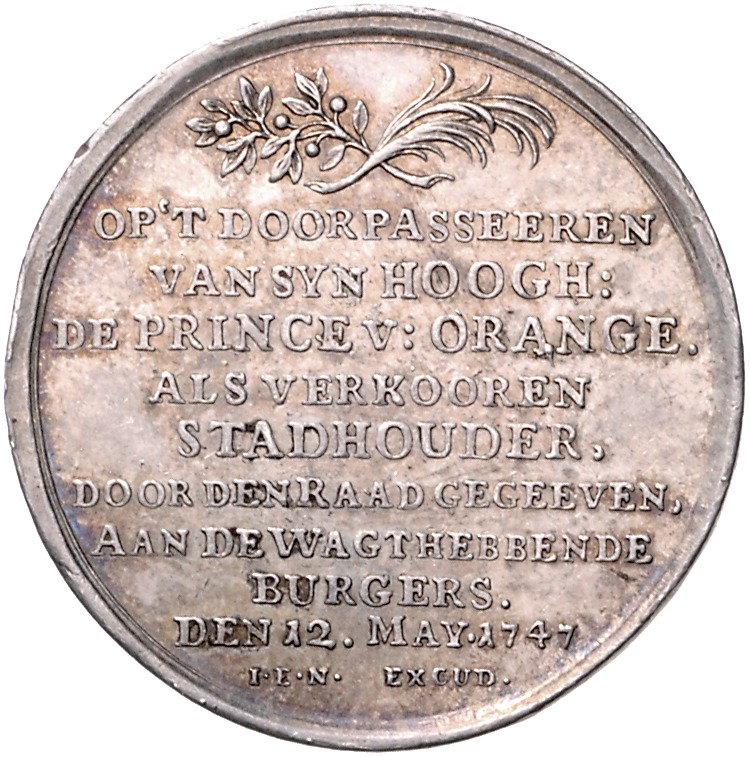 OP'T DOORPASSEEREN
VAN SYN HOOGH:
DE PRINCE V: ORANGE.
ALS VERKOOREN
STADHOUDER,
DOOR DEN RAAD GEGEEVEN,
AAN DE WAGTHEBBENDE
BURGERS.
DEN 12. MAY. 1747
I·E·N· EXCUD.